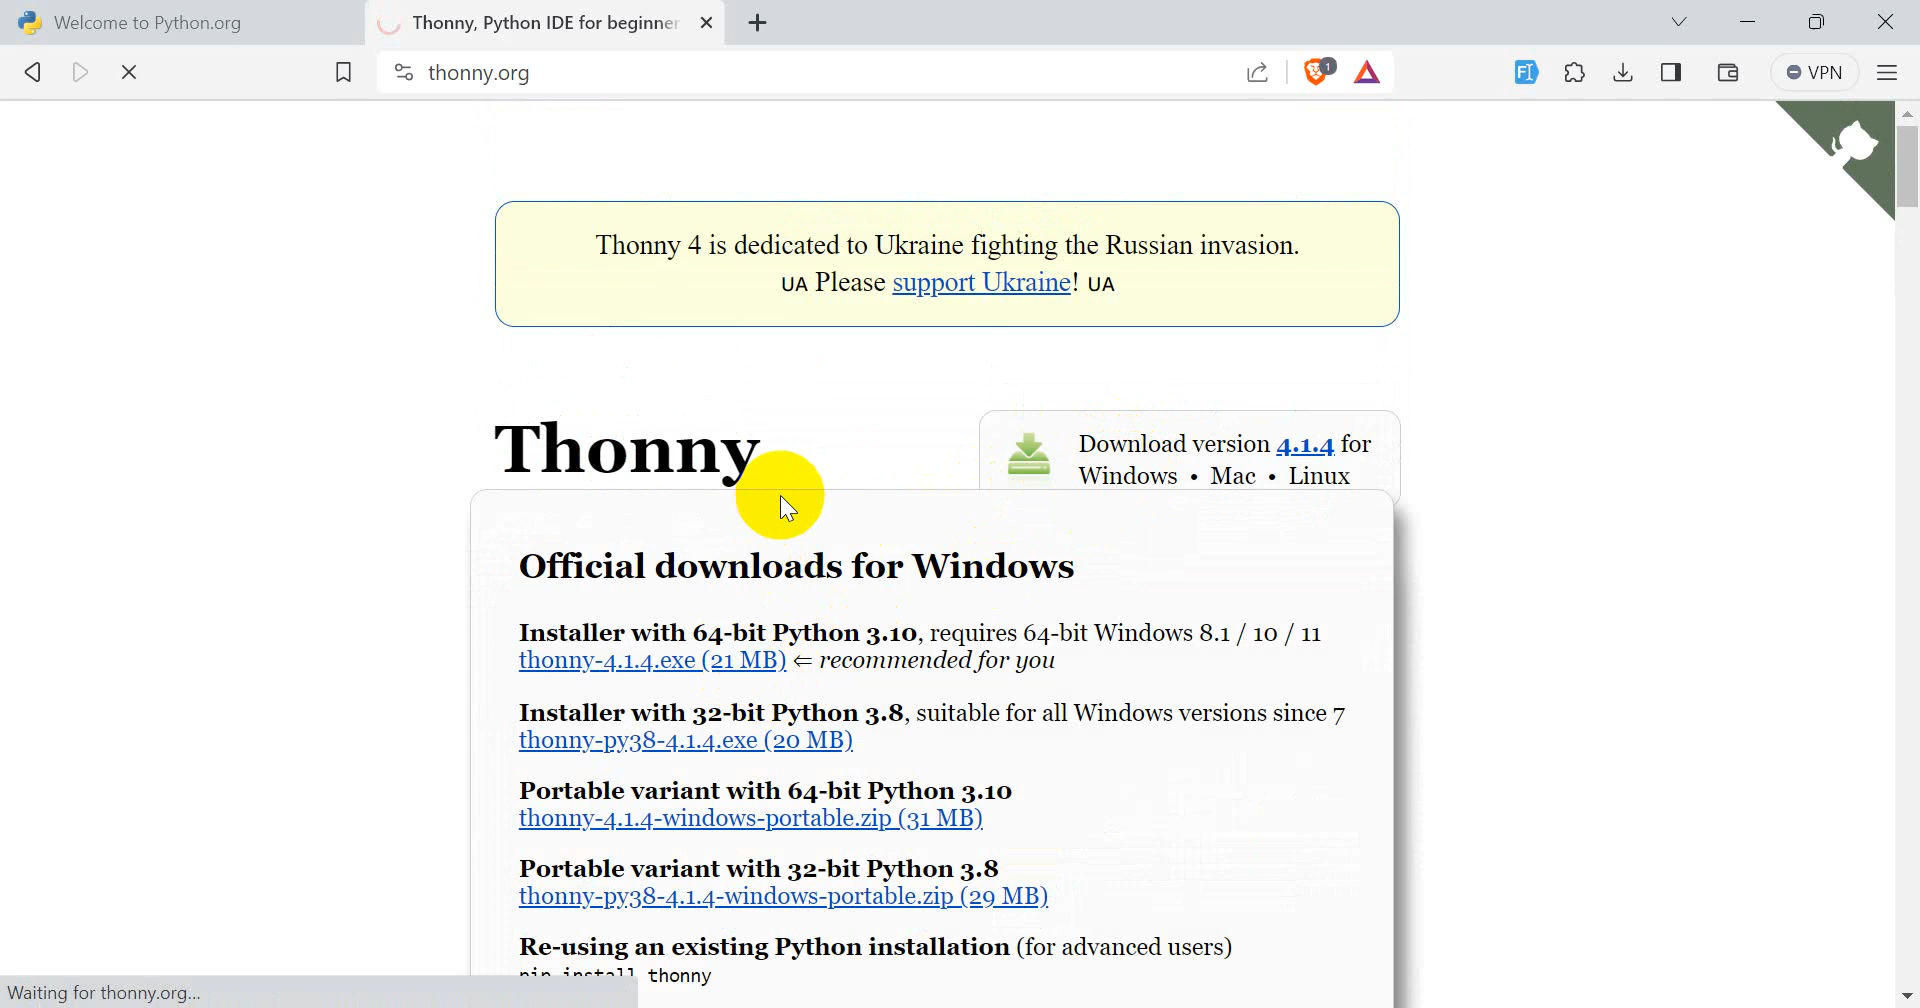 Welcome to Python.org
Thonny, Python IDE for beginner
thonny.org
1
VPN
Thonny 4 is dedicated to Ukraine fighting the Russian invasion.
UA Please support Ukraine! UA
Thonny
Download version 4.1.4 for
Windows • Mac • Linux
Official downloads for Windows
Installer with 64-bit Python 3.10, requires 64-bit Windows 8.1 / 10 / 11
thonny-4.1.4.exe (21 MB) ⇐ recommended for you
Installer with 32-bit Python 3.8, suitable for all Windows versions since 7
thonny-py38-4.1.4.exe (20 MB)
Portable variant with 64-bit Python 3.10
thonny-4.1.4-windows-portable.zip (31 MB)
Portable variant with 32-bit Python 3.8
thonny-py38-4.1.4-windows-portable.zip (29 MB)
Re-using an existing Python installation (for advanced users)
pip install thonny
Waiting for thonny.org...